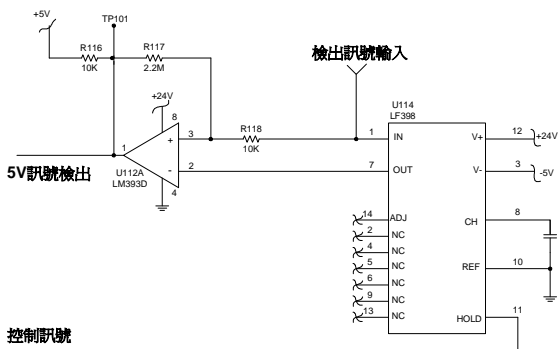 +5V
TP101
R116
10K
R117
2.2M
檢出訊號輸入
+24V
8
3
+
1
-
2
4
U112A
LM393D
5V訊號檢出
R118
10K
U114
LF398
1
IN
V+
12
+24V
7
OUT
V-
3
-5V
14
ADJ
CH
8
2
NC
4
NC
5
NC
REF
10
6
NC
9
NC
13
NC
HOLD
11
控制訊號